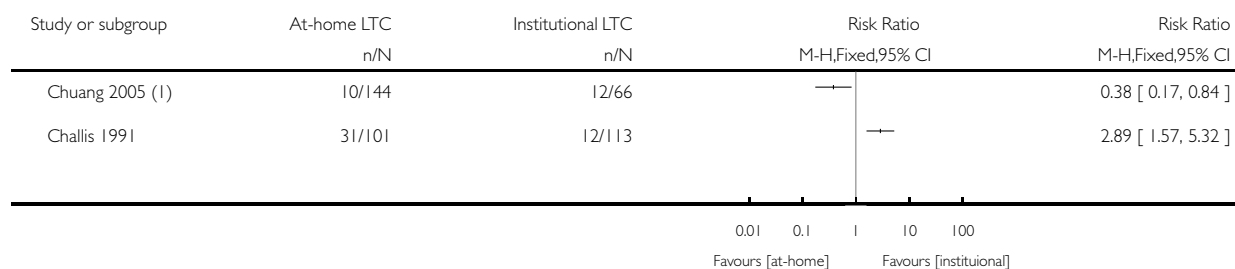 Study or subgroup At-home LTC Institutional LTC Risk Ratio Risk Ratio
n/N n/N M-H,Fixed,95% CI M-H,Fixed,95% CI
Chuang 2005 (1) 10/144 12/66 0.38 [ 0.17, 0.84 ]
Challis 1991 31/101 12/113 2.89 [ 1.57, 5.32 ]
0.01 0.1 1 10 100
Favours [at-home] Favours [instituional]